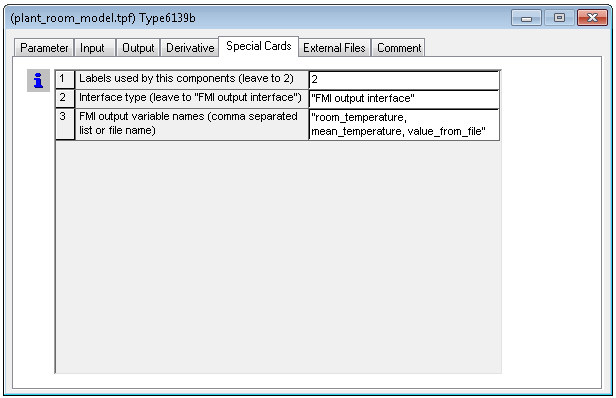 (plant_room_model.tpf) Type6139b
Parameter Input Output Derivative Special Cards External Files Comment
i 1 Labels used by this components (leave to 2) 2
2 Interface type (leave to "FMI output interface") "FMI output interface"
3 FMI output variable names (comma separated "room_temperature,
list or file name) mean_temperature, value_from_file"